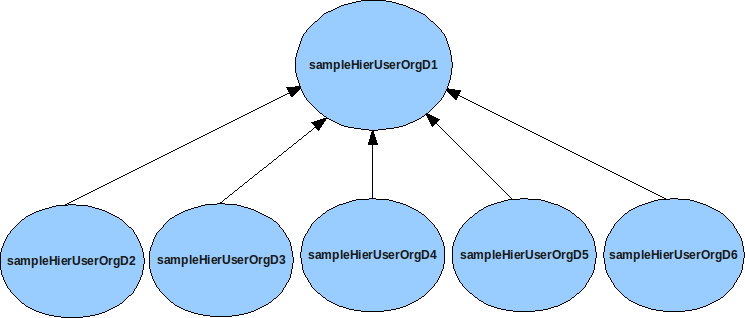 sampleHierUserOrgD1
sampleHierUserOrgD2
sampleHierUserOrgD3
sampleHierUserOrgD4
sampleHierUserOrgD5
sampleHierUserOrgD6